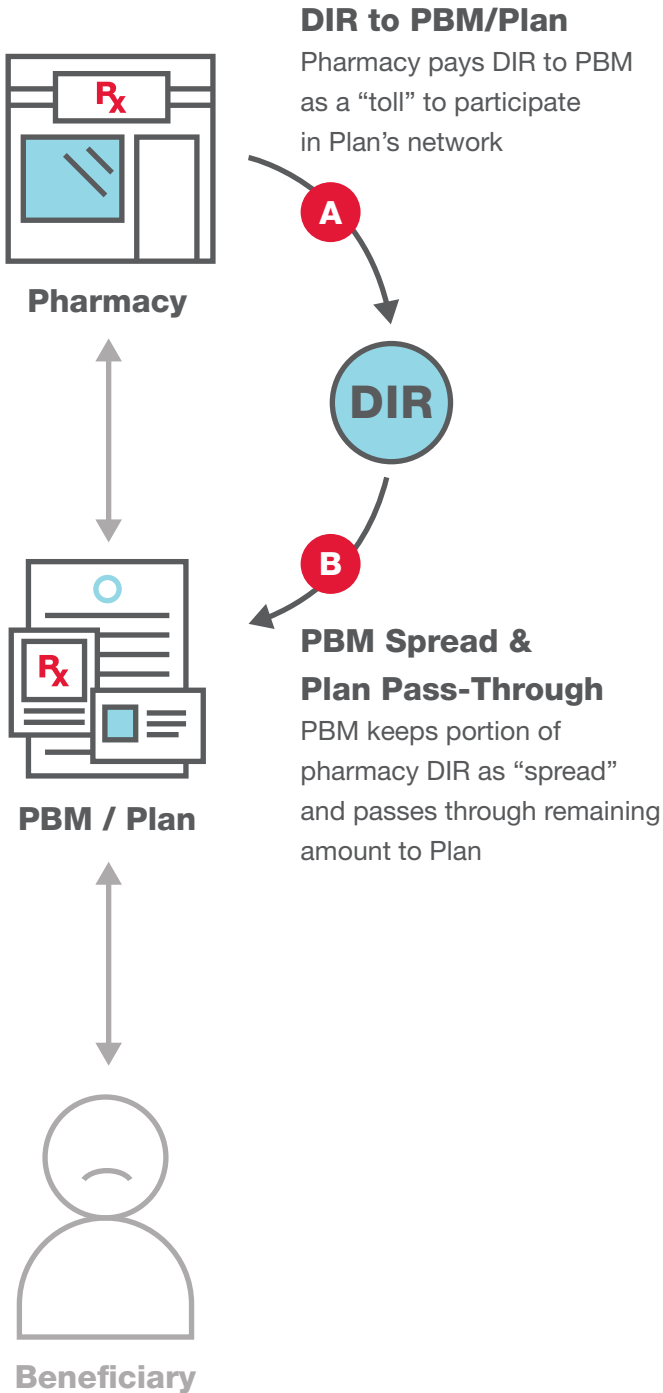 DIR to PBM/Plan
Pharmacy pays DIR to PBM
as a “toll” to participate
in Plan’s network
Rx
A
Pharmacy
DIR
B
Rx
PBM Spread &
Plan Pass-Through
PBM keeps portion of
pharmacy DIR as “spread”
and passes through remaining
amount to Plan
PBM / Plan
Beneficiary